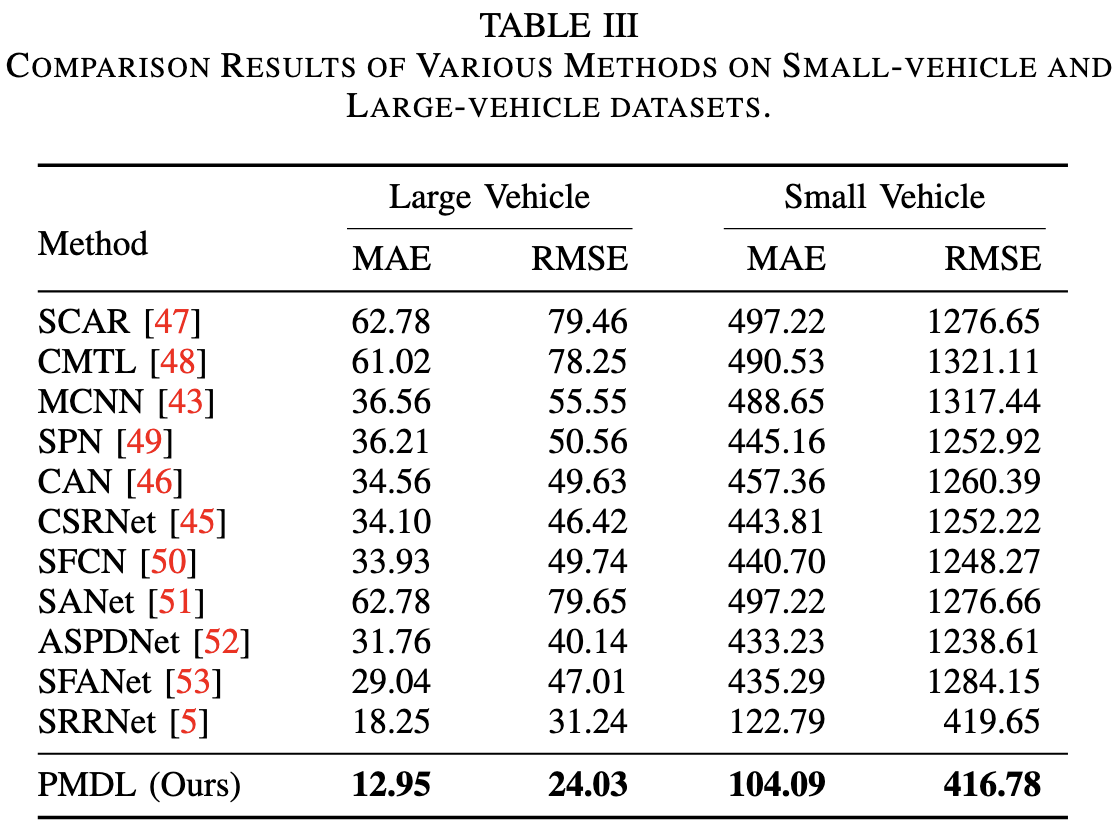 TABLE III
COMPARISON RESULTS OF VARIOUS METHODS ON SMALL-VEHICLE AND
LARGE-VEHICLE DATASETS.
Method Large Vehicle Small Vehicle
MAE RMSE MAE RMSE
SCAR [47] 62.78 79.46 497.22 1276.65
CMTL [48] 61.02 78.25 490.53 1321.11
MCNN [43] 36.56 55.55 488.65 1317.44
SPN [49] 36.21 50.56 445.16 1252.92
CAN [46] 34.56 49.63 457.36 1260.39
CSRNet [45] 34.10 46.42 443.81 1252.22
SFCN [50] 33.93 49.74 440.70 1248.27
SANet [51] 62.78 79.65 497.22 1276.66
ASPDNet [52] 31.76 40.14 433.23 1238.61
SFANet [53] 29.04 47.01 435.29 1284.15
SRRNet [5] 18.25 31.24 122.79 419.65
PMDL (Ours) 12.95 24.03 104.09 416.78